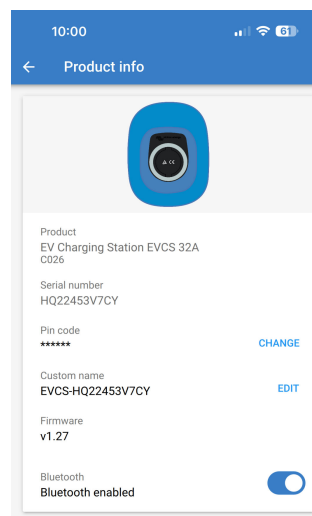 10:00
61
Product info
Product
EV Charging Station EVCS 32A
C026
Serial number
HQ22453V7CY
Pin code
******
CHANGE
Custom name
EVCS-HQ22453V7CY
EDIT
Firmware
v1.27
Bluetooth
Bluetooth enabled